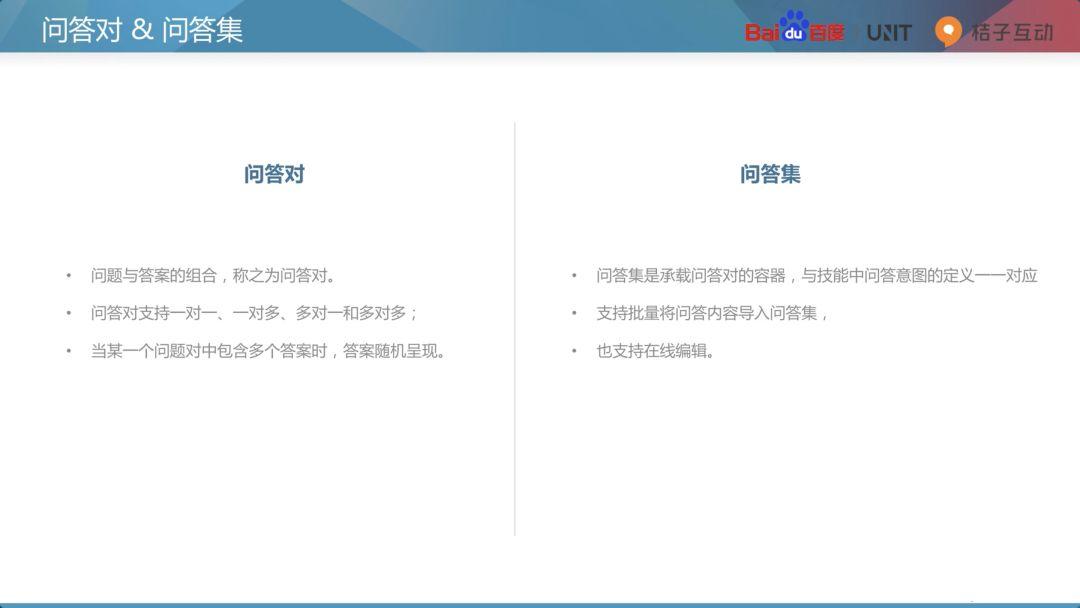 问答对 & 问答集
Baidu百度
UNIT
桔子互动
问答对
• 问题与答案的组合，称之为问答对。
• 问答对支持一对一、一对多、多对一和多对多；
• 当某一个问题对中包含多个答案时，答案随机呈现。
问答集
• 问答集是承载问答对的容器，与技能中问答意图的定义一一对应
• 支持批量将问答内容导入问答集，
• 也支持在线编辑。